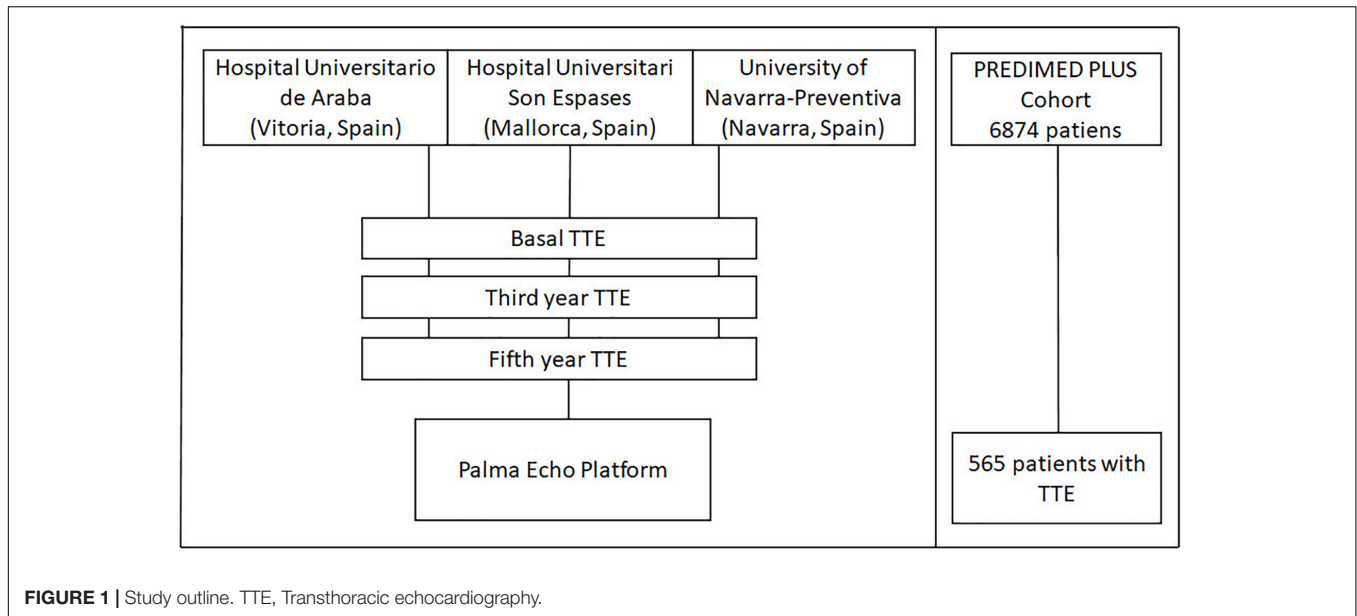 Hospital Universitario
de Araba
(Vitoria, Spain)
Hospital Universitari
Son Espases
(Mallorca, Spain)
University of
Navarra-Preventiva
(Navarra, Spain)
PREDIMED PLUS
Cohort
6874 patiens
Basal TTE
Third year TTE
Fifth year TTE
Palma Echo Platform
565 patients with
TTE
FIGURE 1 | Study outline. TTE, Transthoracic echocardiography.